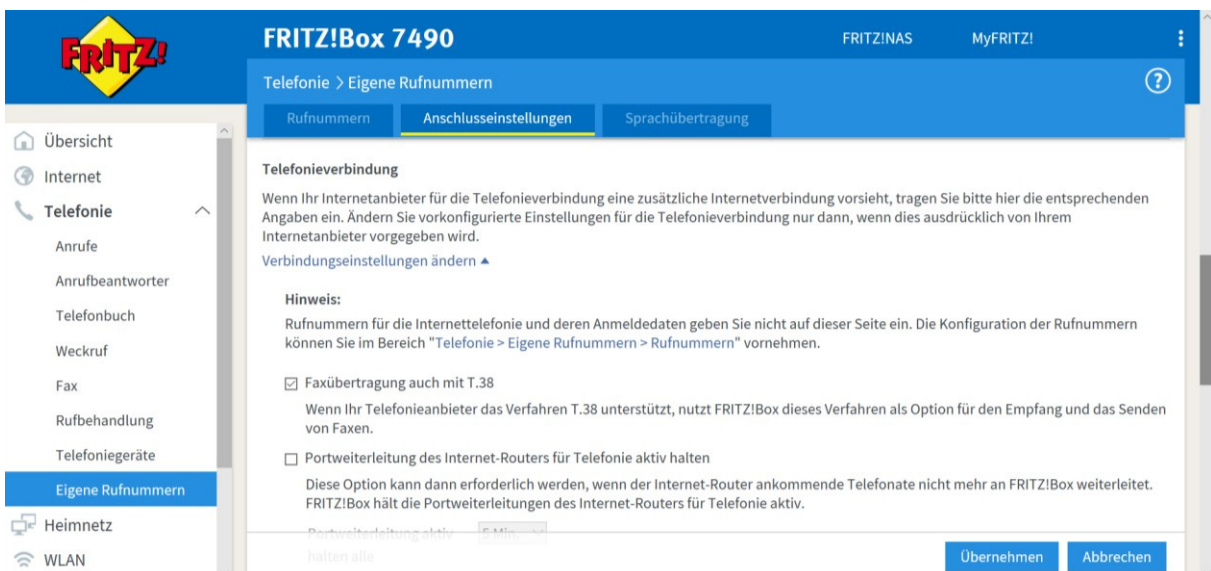 FRITZ!
FRITZ!Box 7490
FRITZ!NAS
MyFRITZ!
Telefonie > Eigene Rufnummern
?
Rufnummern
Anschlusseinstellungen
Sprachübertragung
Übersicht
Internet
Telefonie
Anrufe
Anrufbeantworter
Telefonbuch
Weckruf
Fax
Rufbehandlung
Telefoniegeräte
Eigene Rufnummern
Heimnetz
WLAN
Telefonieverbindung
Wenn Ihr Internetanbieter für die Telefonieverbindung eine zusätzliche Internetverbindung vorsieht, tragen Sie bitte hier die entsprechenden
Angaben ein. Ändern Sie vorkonfigurierte Einstellungen für die Telefonieverbindung nur dann, wenn dies ausdrücklich von Ihrem
Internetanbieter vorgegeben wird.
Verbindungseinstellungen ändern
Hinweis:
Rufnummern für die Internettelefonie und deren Anmeldedaten geben Sie nicht auf dieser Seite ein. Die Konfiguration der Rufnummern
können Sie im Bereich "Telefonie > Eigene Rufnummern > Rufnummern" vornehmen.
Faxübertragung auch mit T.38
Wenn Ihr Telefonieanbieter das Verfahren T.38 unterstützt, nutzt FRITZ!Box dieses Verfahren als Option für den Empfang und das Senden
von Faxen.
Portweiterleitung des Internet-Routers für Telefonie aktiv halten
Diese Option kann dann erforderlich werden, wenn der Internet-Router ankommende Telefonate nicht mehr an FRITZ!Box weiterleitet.
FRITZ!Box hält die Portweiterleitungen des Internet-Routers für Telefonie aktiv.
Portweiterleitung aktiv 5 Min.
halten alle
Übernehmen
Abbrechen